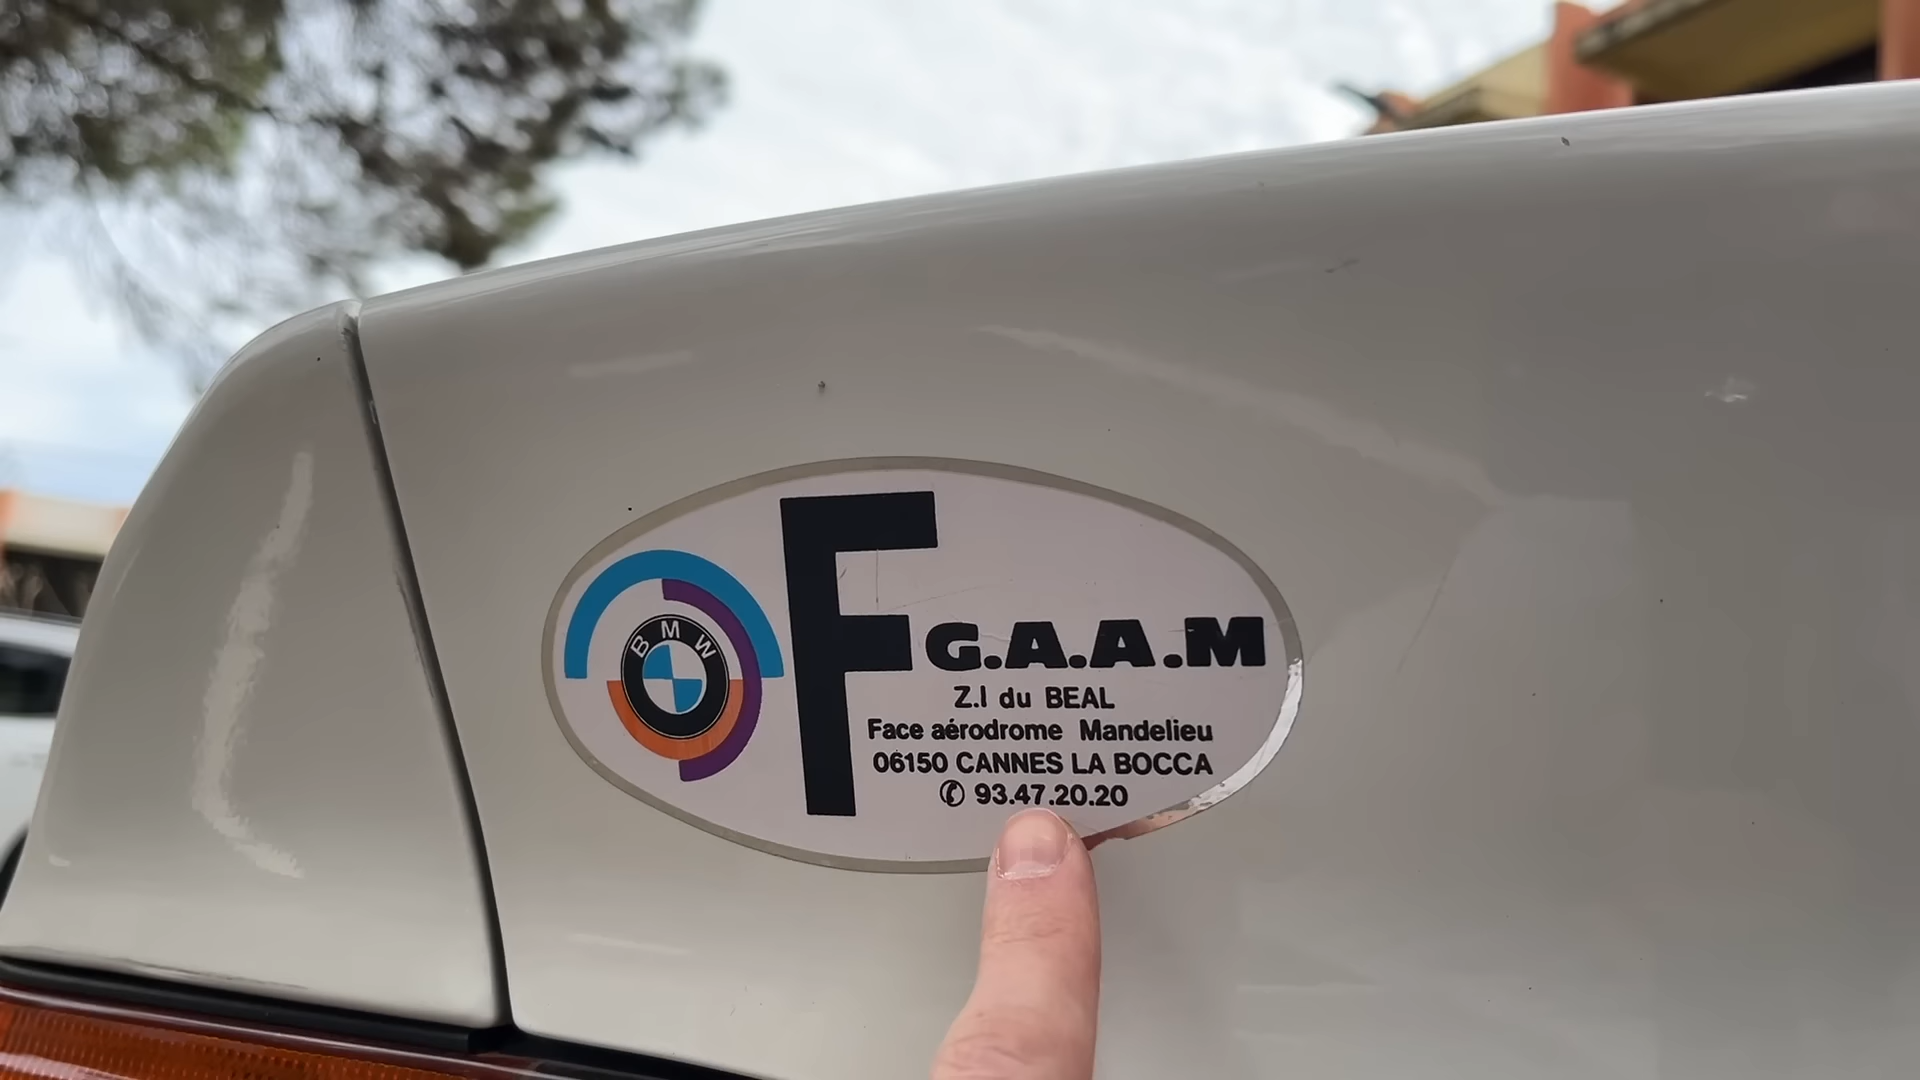 BMW
F
G.A.A.M
Z.I du BEAL
Face aérodrome Mandelieu
06150 CANNES LA BOCCA
✆ 93.47.20.20